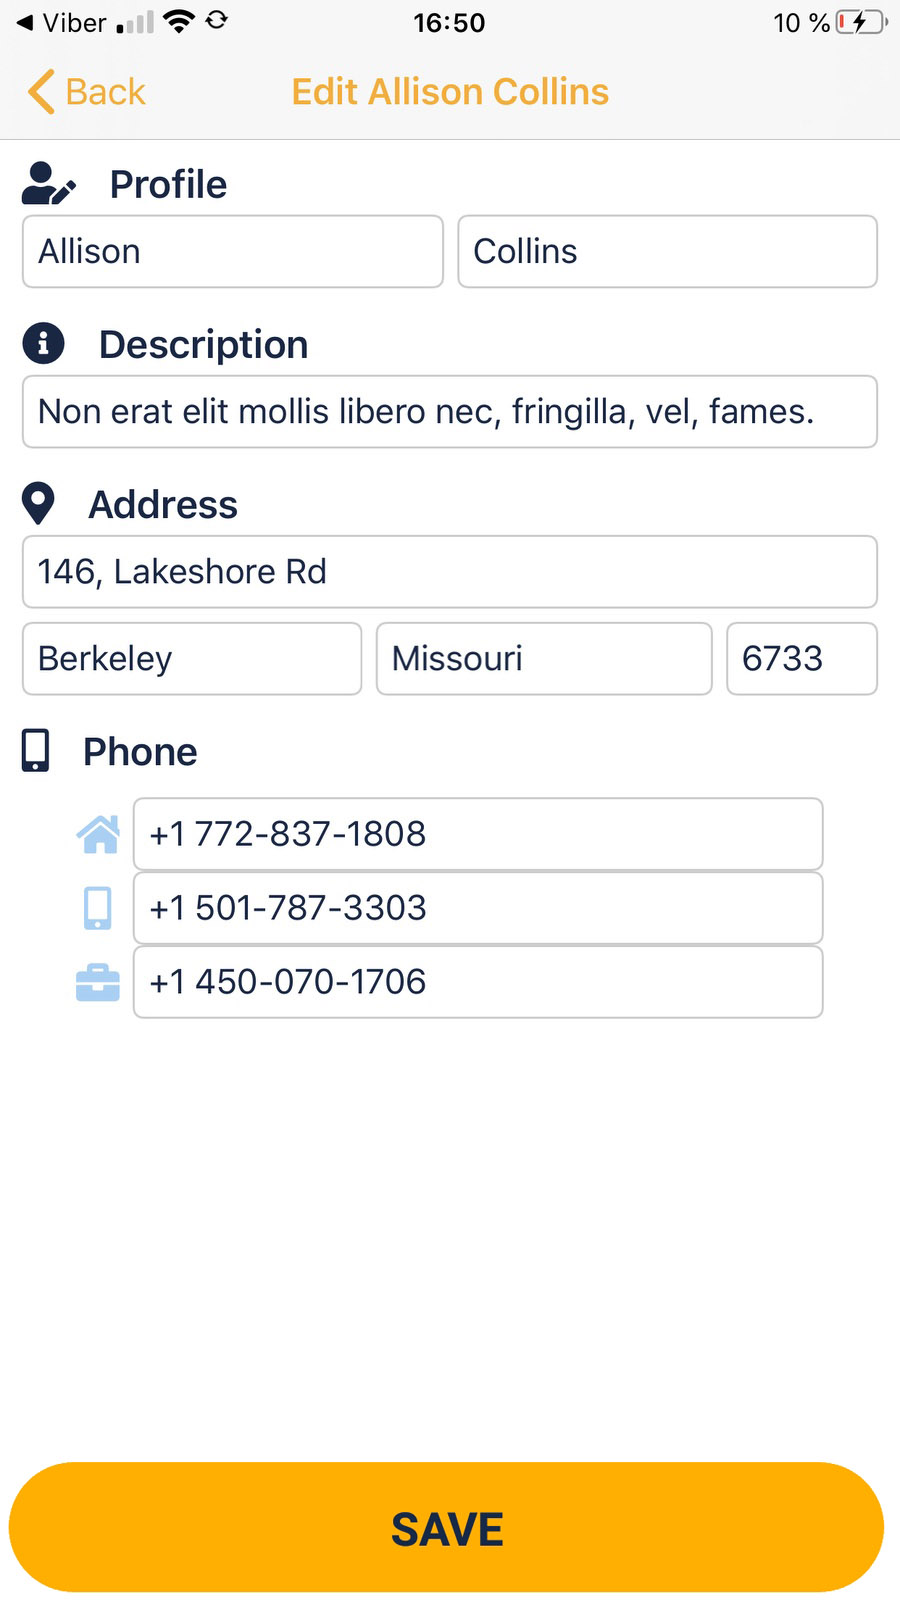 Viber 16:50 10 %
Back Edit Allison Collins
Profile
Allison Collins
Description
Non erat elit mollis libero nec, fringilla, vel, fames.
Address
146, Lakeshore Rd
Berkeley Missouri 6733
Phone
+1 772-837-1808
+1 501-787-3303
+1 450-070-1706
SAVE